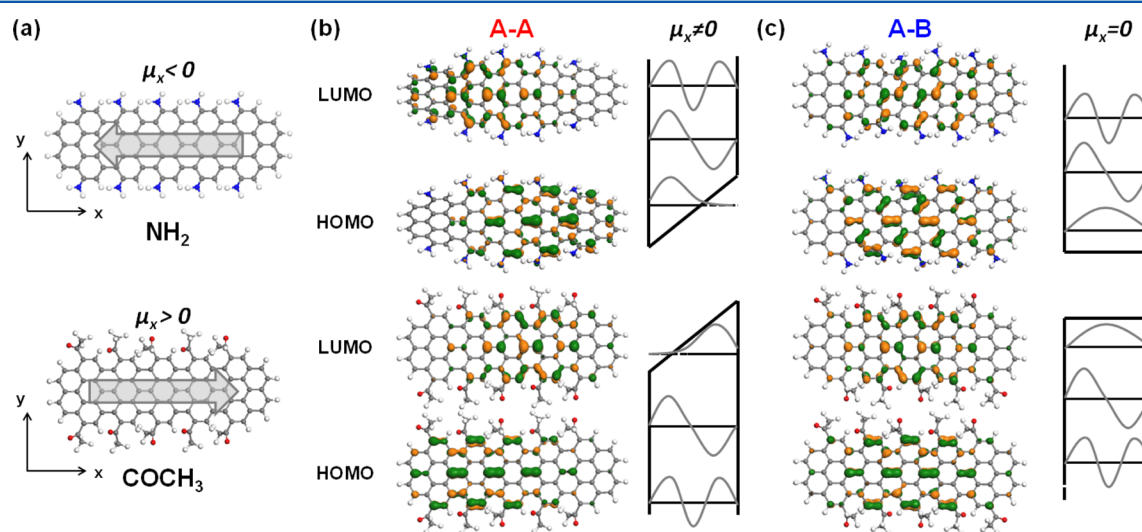 (a)
μx< 0
y
x
NH2
μx> 0
y
x
COCH3
(b)
A-A
μx≠0
LUMO
HOMO
LUMO
HOMO
(c)
A-B
μx=0